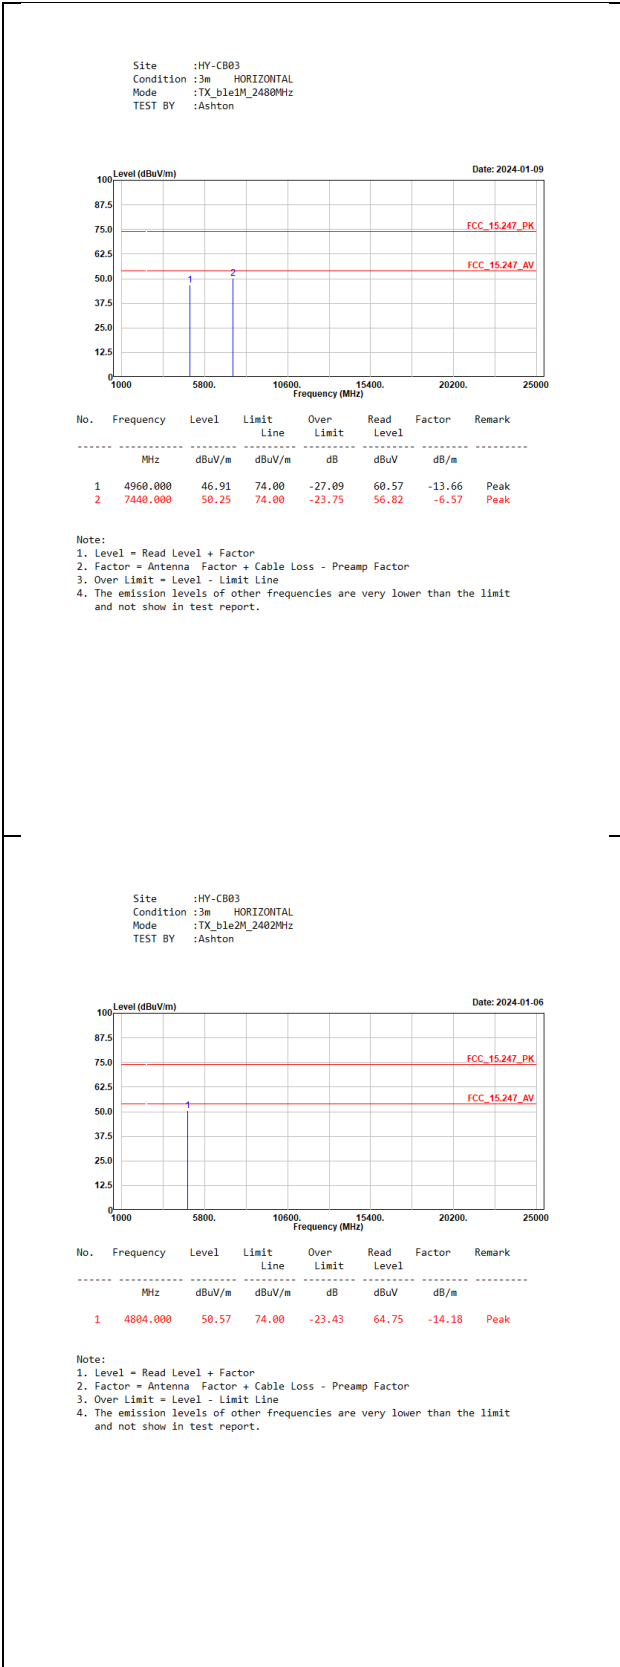 Site      :HY-CB03
Condition :3m    HORIZONTAL
Mode      :TX_ble1M_2480MHz
TEST BY   :Ashton
Level (dBuV/m)
Date: 2024-01-09
100
87.5
75.0
FCC_15.247_PK
62.5
FCC_15.247_AV
50.0
1
2
37.5
25.0
12.5
0
1000 5800. 10600. 15400. 20200. 25000
Frequency (MHz)
No. Frequency Level Limit Over Read Factor Remark
Line Limit Level
------ ----------- -------- --------- --------- -------- -------- ---------
MHz dBuV/m dBuV/m dB dBuV dB/m
1 4960.000 46.91 74.00 -27.09 60.57 -13.66 Peak
2 7440.000 50.25 74.00 -23.75 56.82 -6.57 Peak
Note:
1. Level = Read Level + Factor
2. Factor = Antenna  Factor + Cable Loss - Preamp Factor
3. Over Limit = Level - Limit Line
4. The emission levels of other frequencies are very lower than the limit
and not show in test report.
Site      :HY-CB03
Condition :3m    HORIZONTAL
Mode      :TX_ble2M_2402MHz
TEST BY   :Ashton
Level (dBuV/m)
Date: 2024-01-06
100
87.5
75.0
FCC_15.247_PK
62.5
FCC_15.247_AV
50.0
1
37.5
25.0
12.5
0
1000 5800. 10600. 15400. 20200. 25000
Frequency (MHz)
No. Frequency Level Limit Over Read Factor Remark
Line Limit Level
------ ----------- -------- --------- --------- -------- -------- ---------
MHz dBuV/m dBuV/m dB dBuV dB/m
1 4804.000 50.57 74.00 -23.43 64.75 -14.18 Peak
Note:
1. Level = Read Level + Factor
2. Factor = Antenna  Factor + Cable Loss - Preamp Factor
3. Over Limit = Level - Limit Line
4. The emission levels of other frequencies are very lower than the limit
and not show in test report.